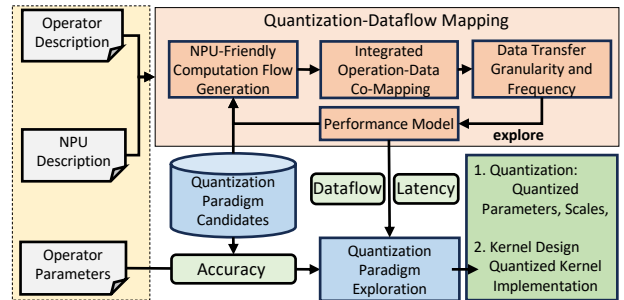 Operator
Description
Quantization-Dataflow Mapping
NPU-Friendly
Computation Flow
Generation
Integrated
Operation-Data
Co-Mapping
Data Transfer
Granularity and
Frequency
Performance Model
explore
NPU
Description
Quantization
Paradigm
Candidates
Dataflow
Latency
1. Quantization:
Quantized
Parameters, Scales,
2. Kernel Design
Quantized Kernel
Implementation
Operator
Parameters
Accuracy
Quantization
Paradigm
Exploration